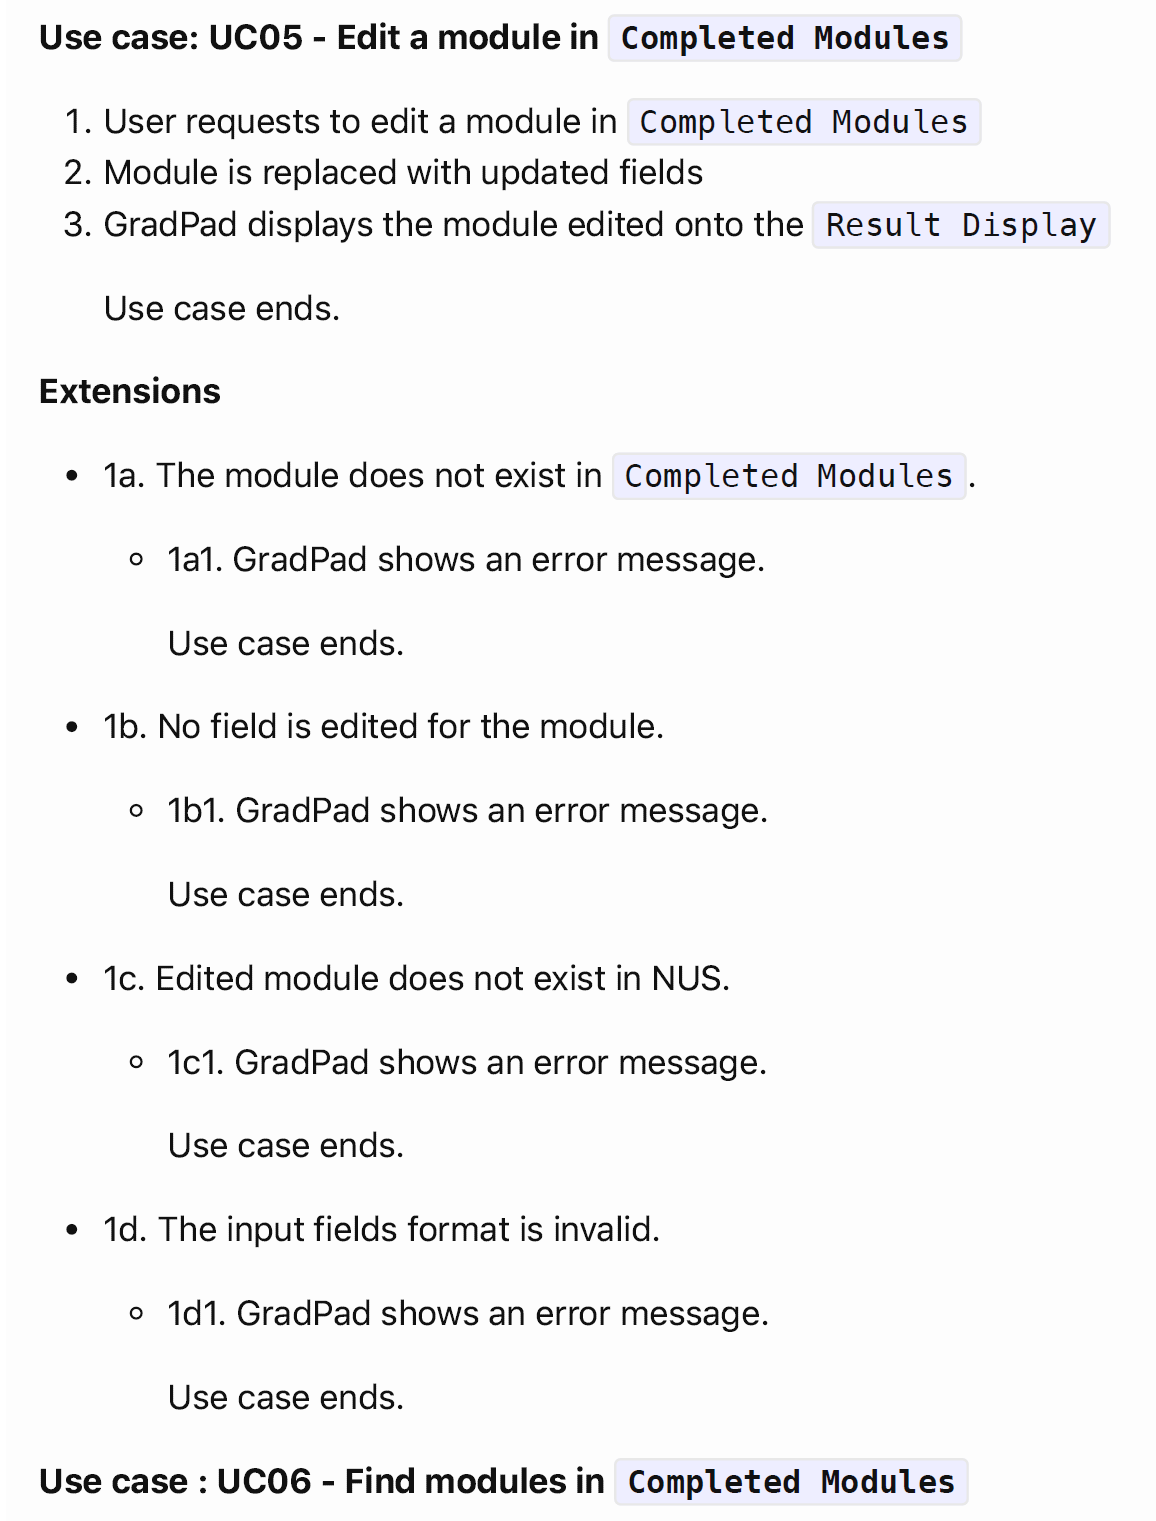 Use case: UC05 - Edit a module in Completed Modules
1. User requests to edit a module in Completed Modules
2. Module is replaced with updated fields
3. GradPad displays the module edited onto the Result Display
Use case ends.
Extensions
• 1a. The module does not exist in Completed Modules.
◦ 1a1. GradPad shows an error message.
Use case ends.
• 1b. No field is edited for the module.
◦ 1b1. GradPad shows an error message.
Use case ends.
• 1c. Edited module does not exist in NUS.
◦ 1c1. GradPad shows an error message.
Use case ends.
• 1d. The input fields format is invalid.
◦ 1d1. GradPad shows an error message.
Use case ends.
Use case : UC06 - Find modules in Completed Modules